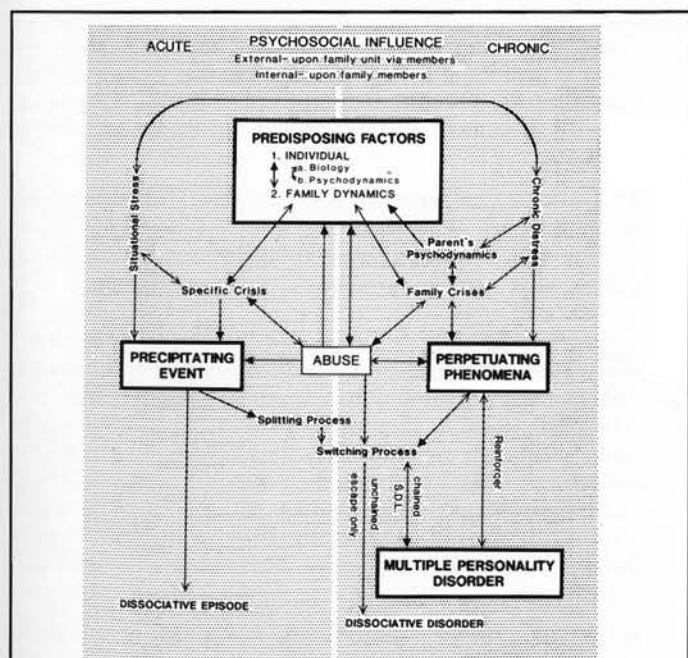 ACUTE
PSYCHOSOCIAL INFLUENCE
CHRONIC
External- upon family unit via members
Internal- upon family members
PREDISPOSING FACTORS
1. INDIVIDUAL
a. Biology
b. Psychodynamics
2. FAMILY DYNAMICS
Situational Stress
Chronic Distress
Parent's
Psychodynamics
Specific Crisis
Family Crises
PRECIPITATING
EVENT
ABUSE
PERPETUATING
PHENOMENA
Splitting Process
Switching Process
unchained
escape only
chained
S.D.L.
Reinforcer
MULTIPLE PERSONALITY
DISORDER
DISSOCIATIVE EPISODE
DISSOCIATIVE DISORDER